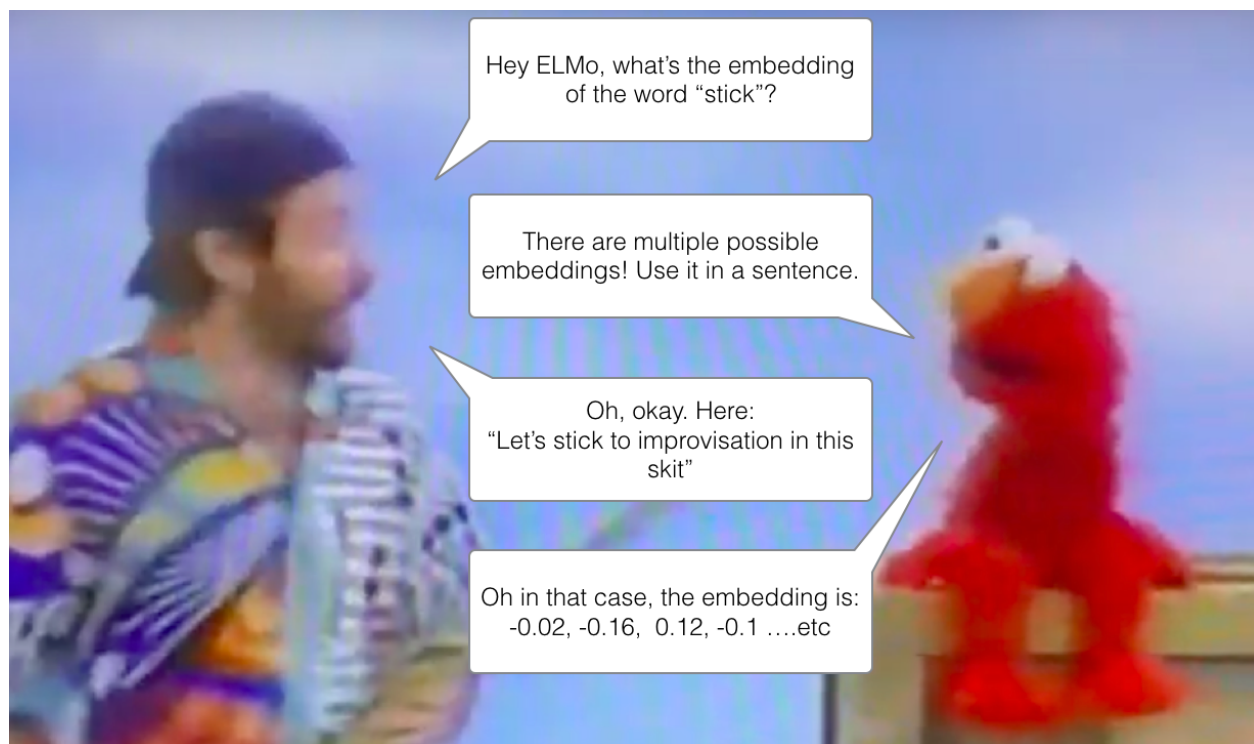 Hey ELMo, what’s the embedding
of the word “stick”?
There are multiple possible
embeddings! Use it in a sentence.
Oh, okay. Here:
“Let’s stick to improvisation in this
skit”
Oh in that case, the embedding is:
-0.02, -0.16, 0.12, -0.1 ….etc